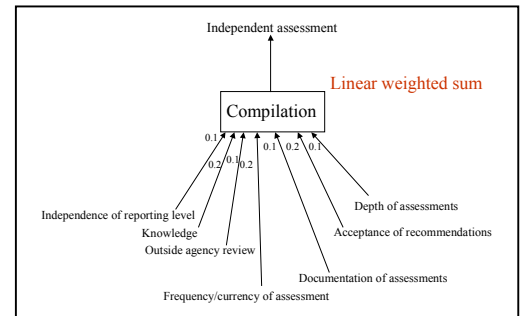 Independent assessment
Linear weighted sum
Compilation
0.1
0.2
0.1
0.2
0.1
0.2
0.1
Depth of assessments
Independence of reporting level
Knowledge
Acceptance of recommendations
Outside agency review
Documentation of assessments
Frequency/currency of assessment